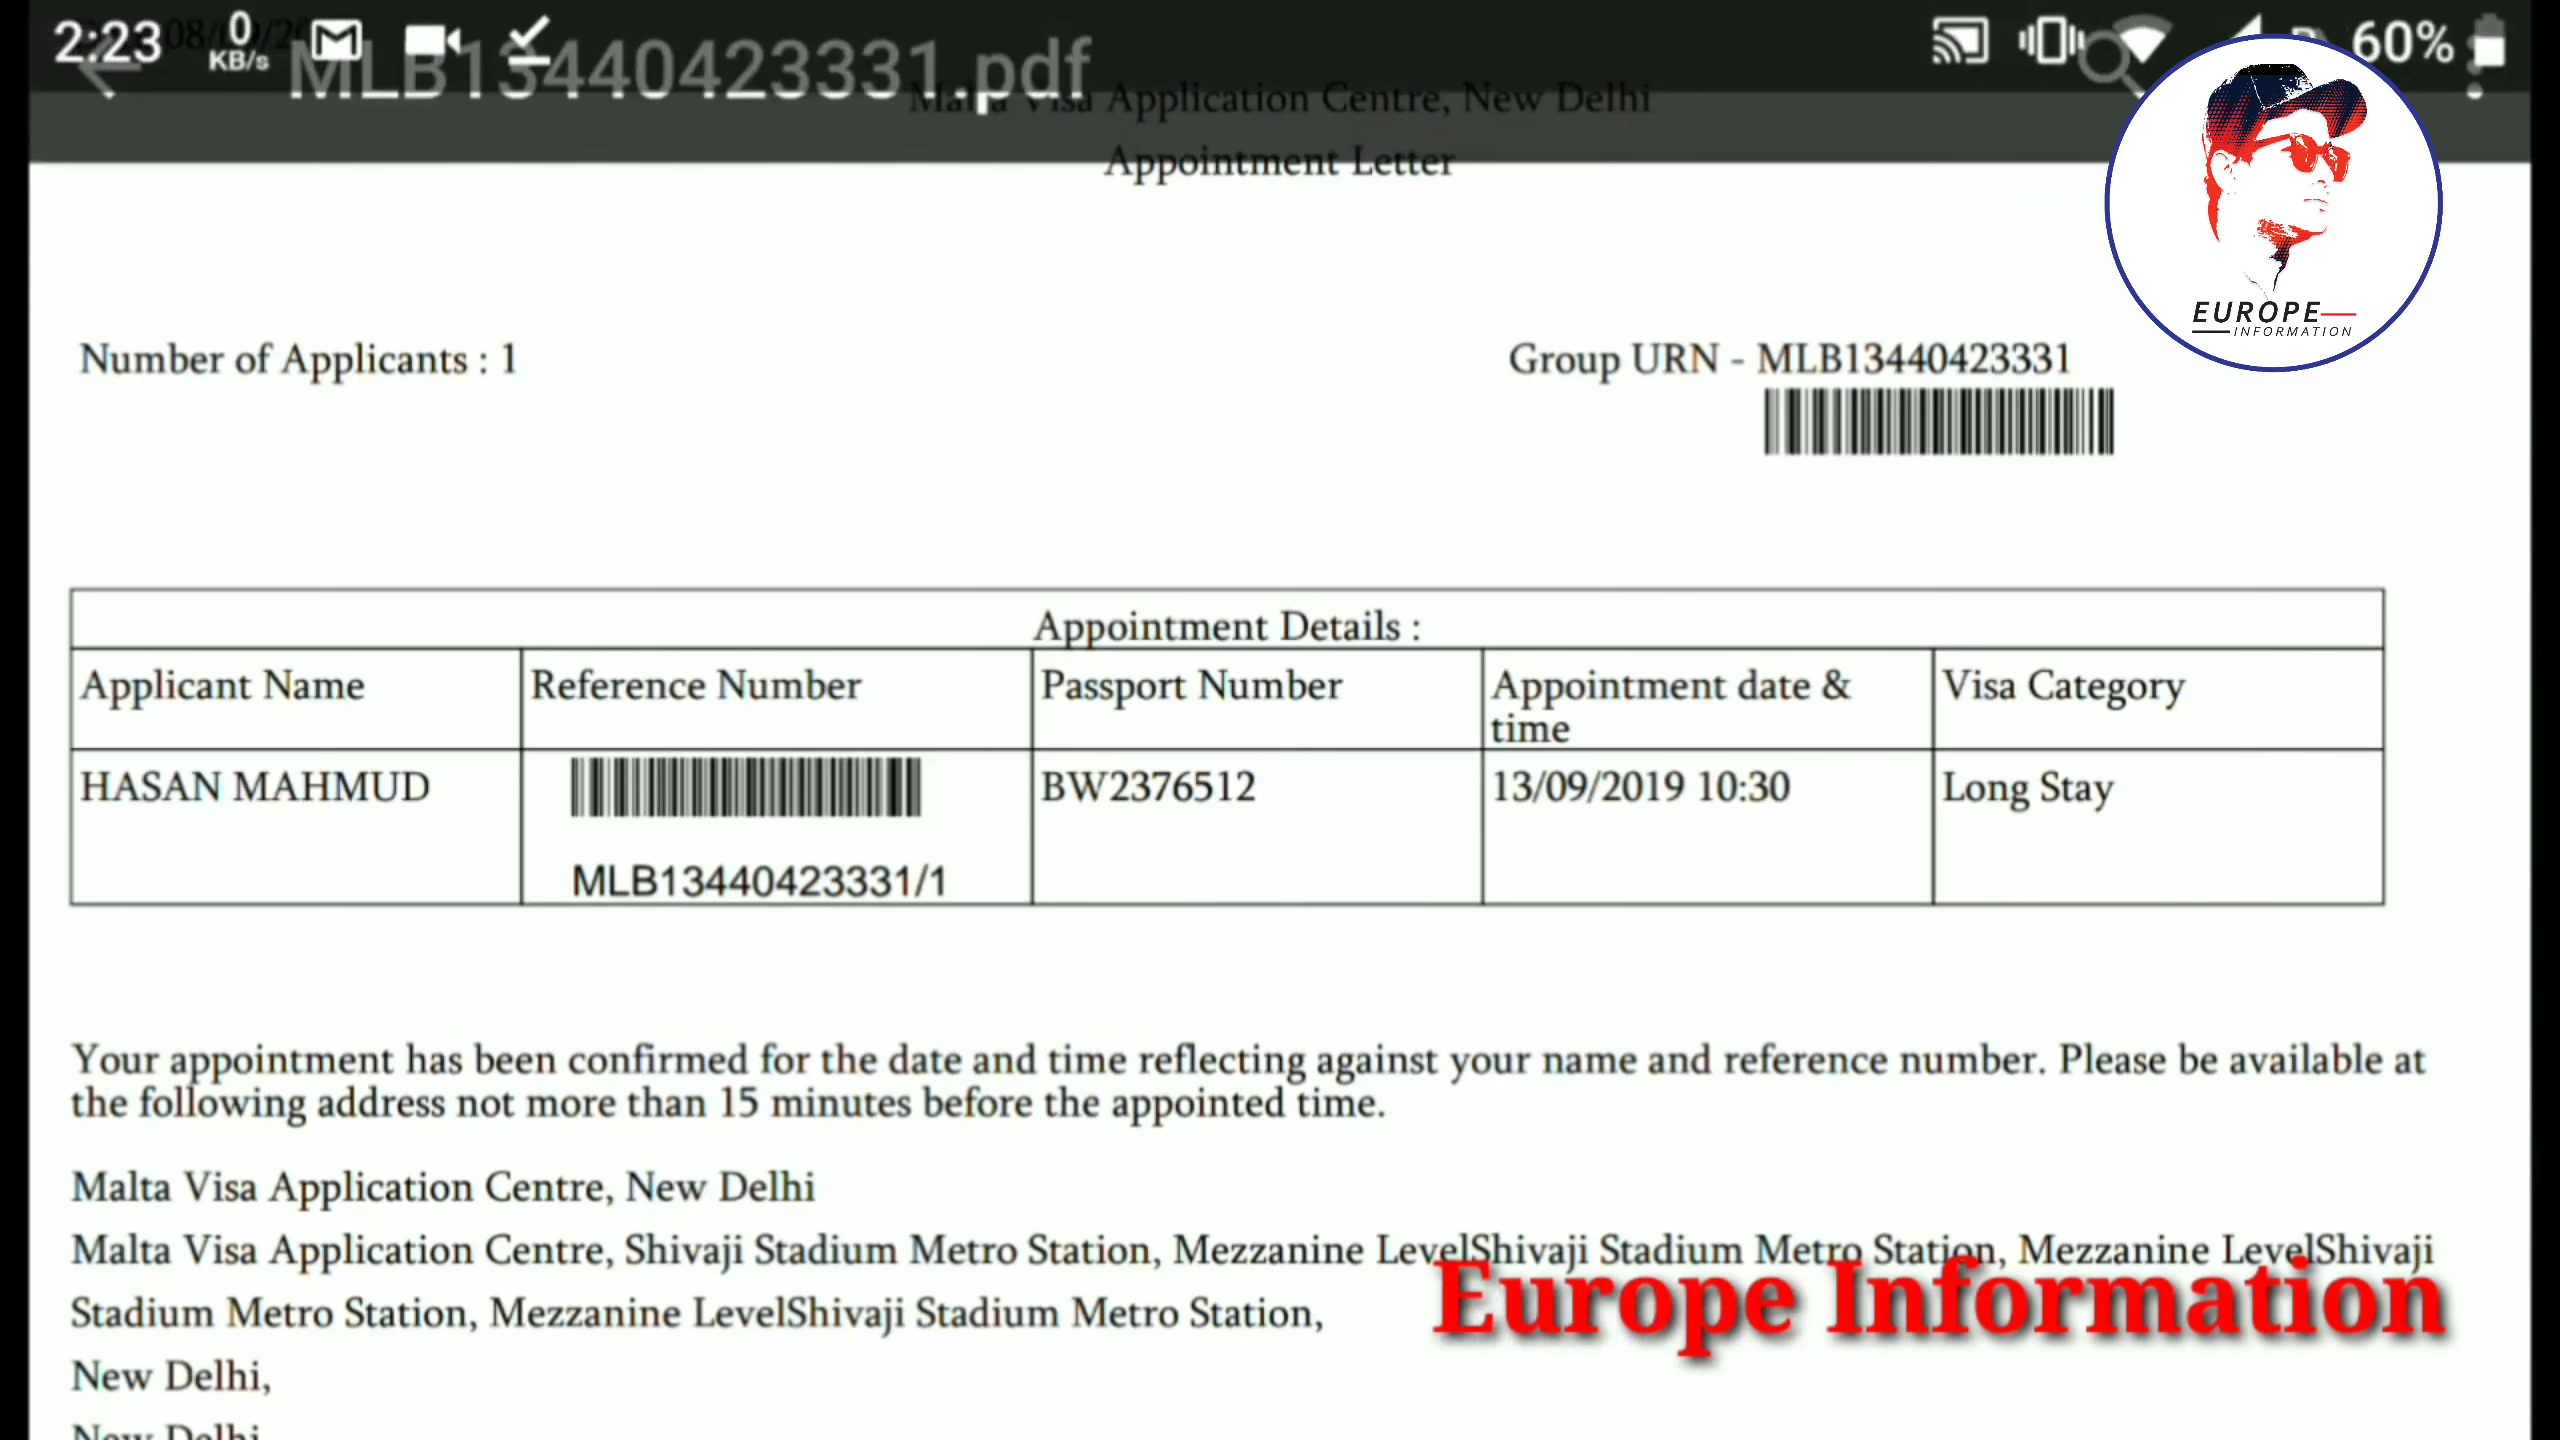 2:23 0 KB/s 60%
MLB13440423331.pdf
Malta Visa Application Centre, New Delhi
Appointment Letter
EUROPE
INFORMATION
Number of Applicants : 1
Group URN - MLB13440423331
Appointment Details :
Applicant Name Reference Number Passport Number Appointment date & time Visa Category
HASAN MAHMUD BW2376512 13/09/2019 10:30 Long Stay
MLB13440423331/1
Your appointment has been confirmed for the date and time reflecting against your name and reference number. Please be available at
the following address not more than 15 minutes before the appointed time.
Malta Visa Application Centre, New Delhi
Malta Visa Application Centre, Shivaji Stadium Metro Station, Mezzanine LevelShivaji Stadium Metro Station, Mezzanine LevelShivaji
Stadium Metro Station, Mezzanine LevelShivaji Stadium Metro Station,
Europe Information
New Delhi,
New Delhi